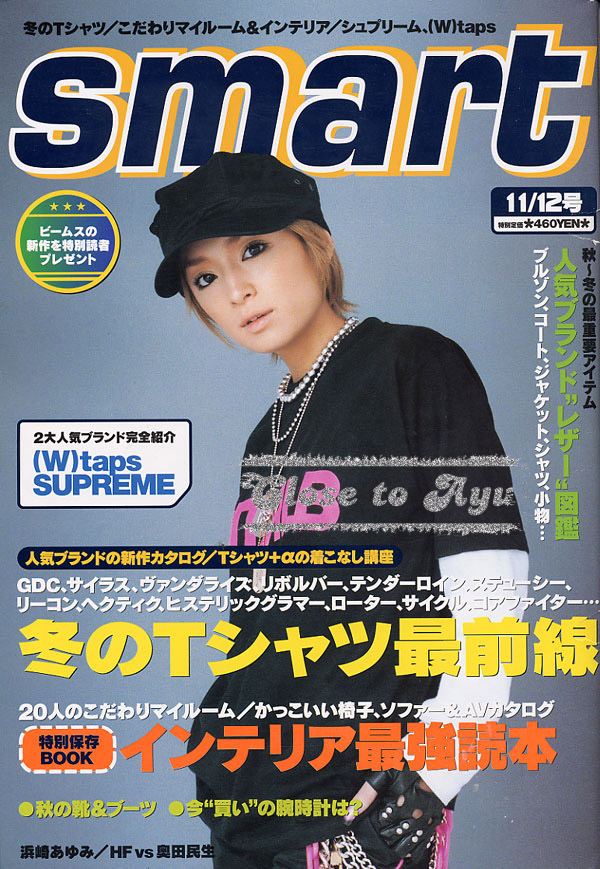 冬のTシャツ／こだわりマイルーム&インテリア／シュプリーム、(W)taps
smart
11/12号
特別定価＊460YEN＊
★★★
ビームスの
新作を特別読者
プレゼント
秋〜冬の最重要アイテム
人気ブランド"レザー"図鑑
ブルゾン、コート、ジャケット、シャツ、小物…
2大人気ブランド完全紹介
(W)taps
SUPREME
Close to Ayu
人気ブランドの新作カタログ／Tシャツ+αの着こなし講座
GDC、サイラス、ヴァンダライズ、リボルバー、テンダーロイン、ステューシー、
リーコン、ヘクティク、ヒステリックグラマー、ローター、サイクル、コアファイター…
冬のTシャツ最前線
20人のこだわりマイルーム／かっこいい椅子、ソファー&AVカタログ
特別保存
BOOK
インテリア最強読本
●秋の靴&ブーツ ●今"買い"の腕時計は?
浜崎あゆみ／HF vs 奥田民生